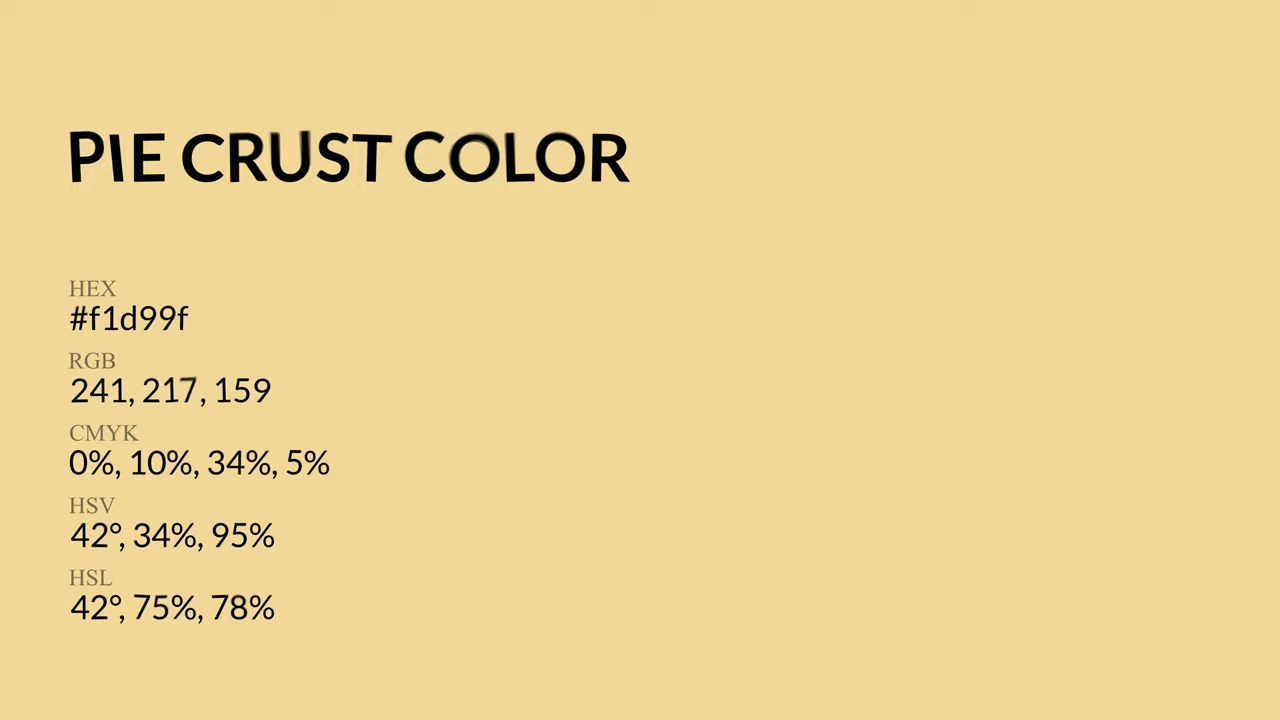 PIE CRUST COLOR
HEX
#f1d99f
RGB
241, 217, 159
CMYK
0%, 10%, 34%, 5%
HSV
42°, 34%, 95%
HSL
42°, 75%, 78%